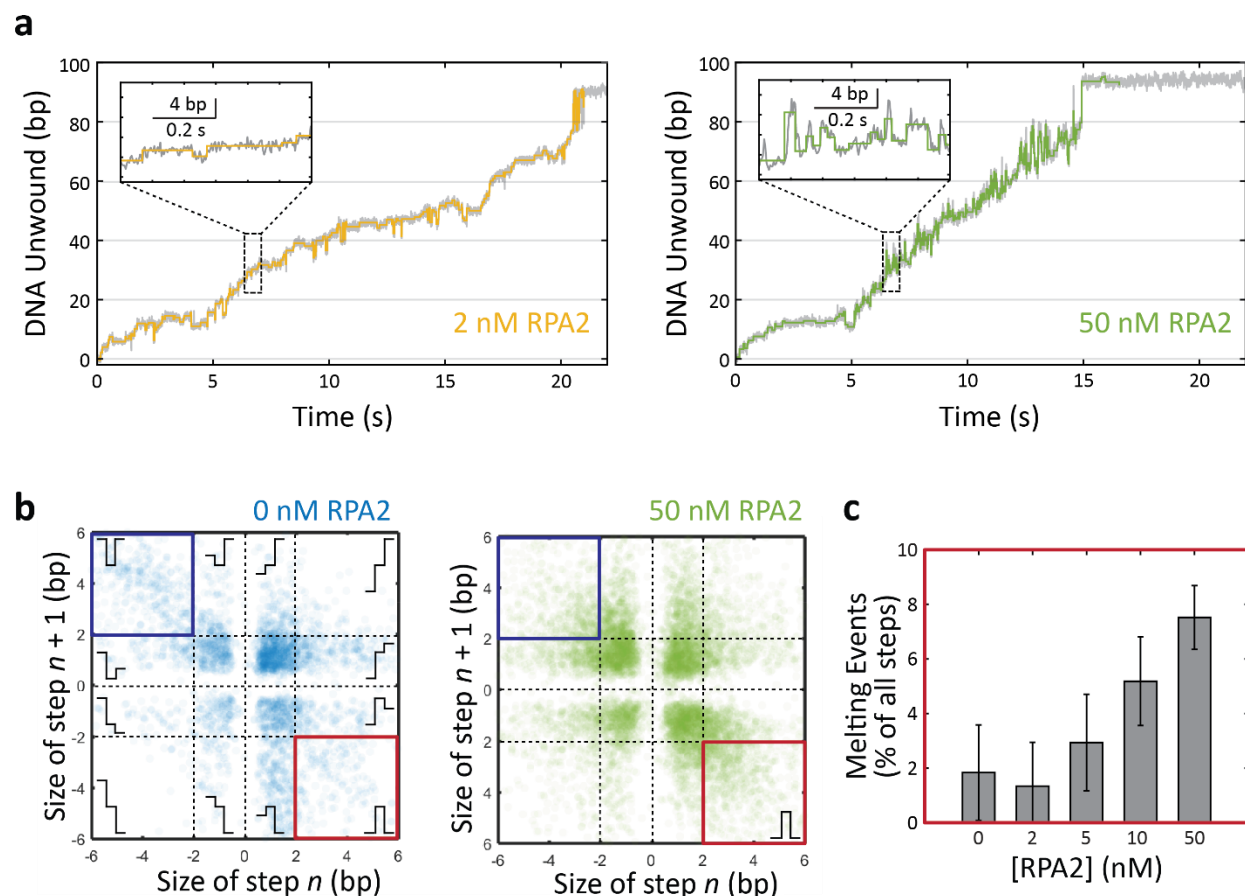 a
DNA Unwound (bp)
100
80
60
40
20
0
4 bp
0.2 s
2 nM RPA2
0 5 10 15 20
Time (s)
DNA Unwound (bp)
100
80
60
40
20
0
4 bp
0.2 s
50 nM RPA2
0 5 10 15 20
Time (s)
b
0 nM RPA2
Size of step n + 1 (bp)
6
4
2
0
-2
-4
-6
-6 -4 -2 0 2 4 6
Size of step n (bp)
50 nM RPA2
Size of step n + 1 (bp)
6
4
2
0
2
-4
-6
-6 -4 -2 0 2 4 6
Size of step n (bp)
c
Melting Events
(% of all steps)
10
8
6
4
2
0
0 2 5 10 50
[RPA2] (nM)